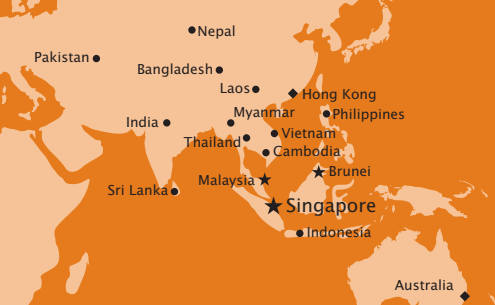 Nepal
Pakistan
Bangladesh
Laos
Hong Kong
Myanmar
Philippines
India
Vietnam
Thailand
Cambodia
Brunei
Malaysia
Sri Lanka
Singapore
Indonesia
Australia